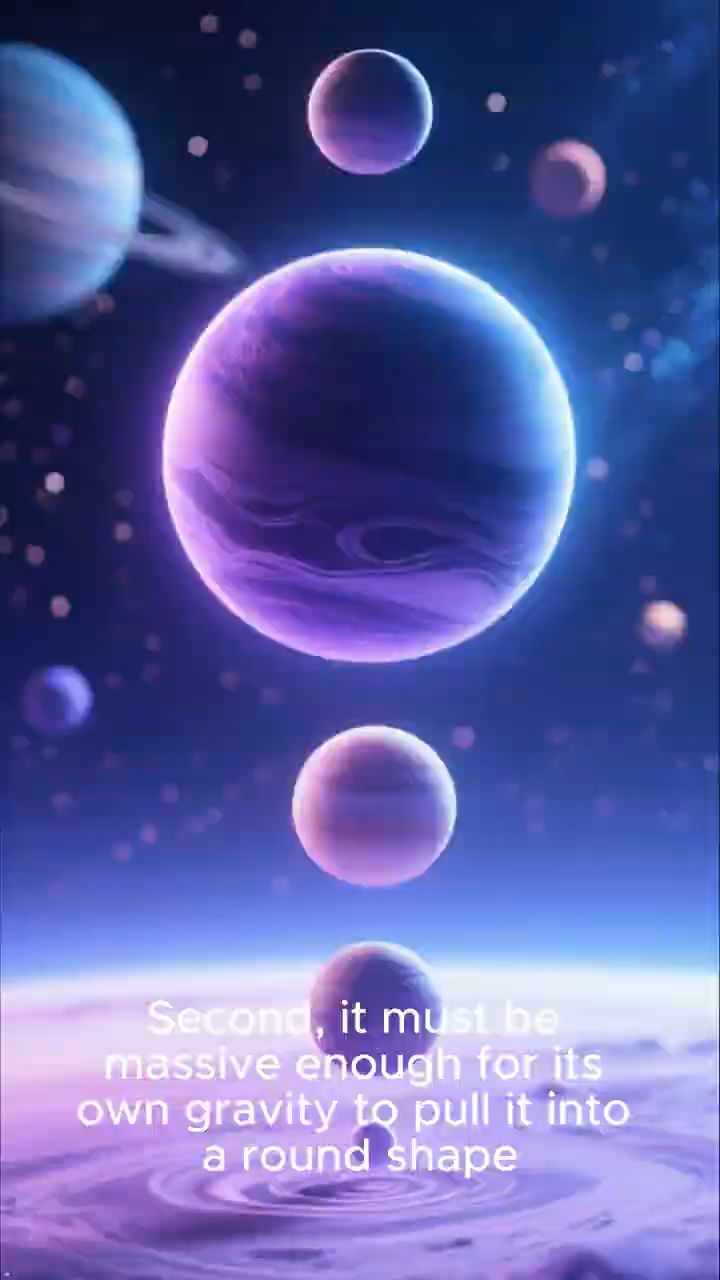 Second, it must be
massive enough for its
own gravity to pull it into
a round shape